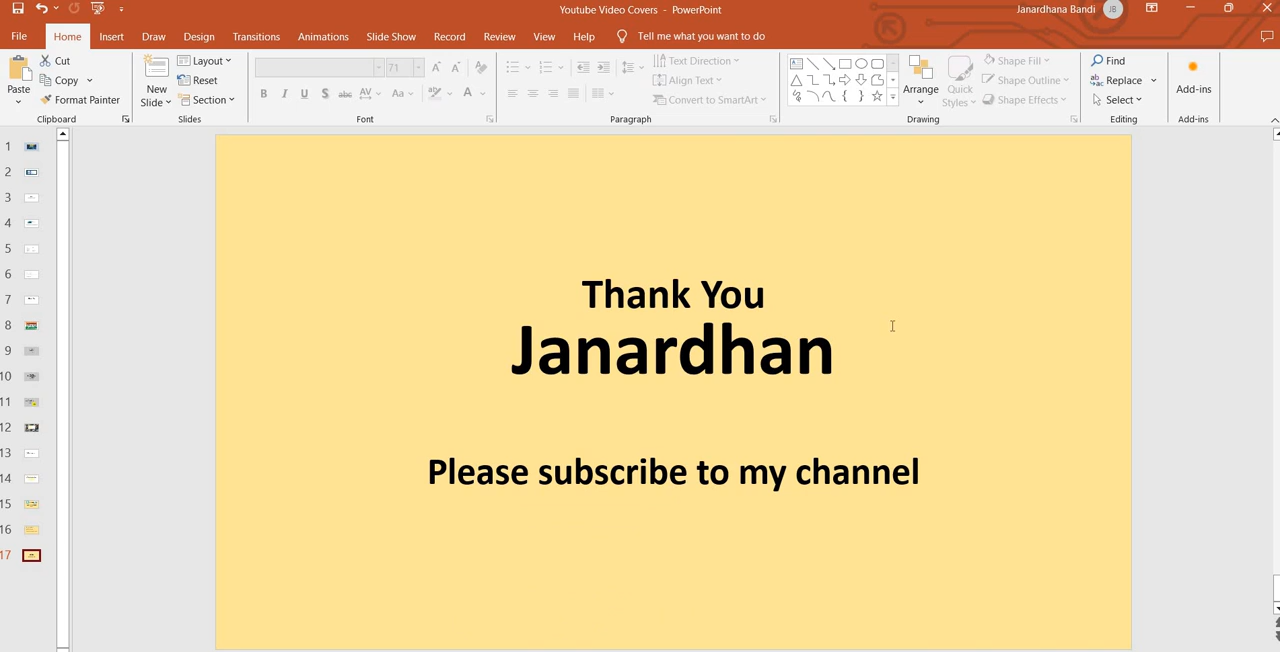 Youtube Video Covers - PowerPoint
Janardhana Bandi JB
File Home Insert Draw Design Transitions Animations Slide Show Record Review View Help Tell me what you want to do
Paste
Cut
Copy
Format Painter
Clipboard
New
Slide
Layout
Reset
Section
Slides
71 A A
B I U S abc AV Aa A
Font
Text Direction
Align Text
Convert to SmartArt
Paragraph
Arrange
Quick
Styles
Shape Fill
Shape Outline
Shape Effects
Drawing
Find
Replace
Select
Editing
Add-ins
Add-ins
1
2
3
4
5
6
7
8
9
10
11
12
13
14
15
16
17
Thank You
Janardhan
Please subscribe to my channel